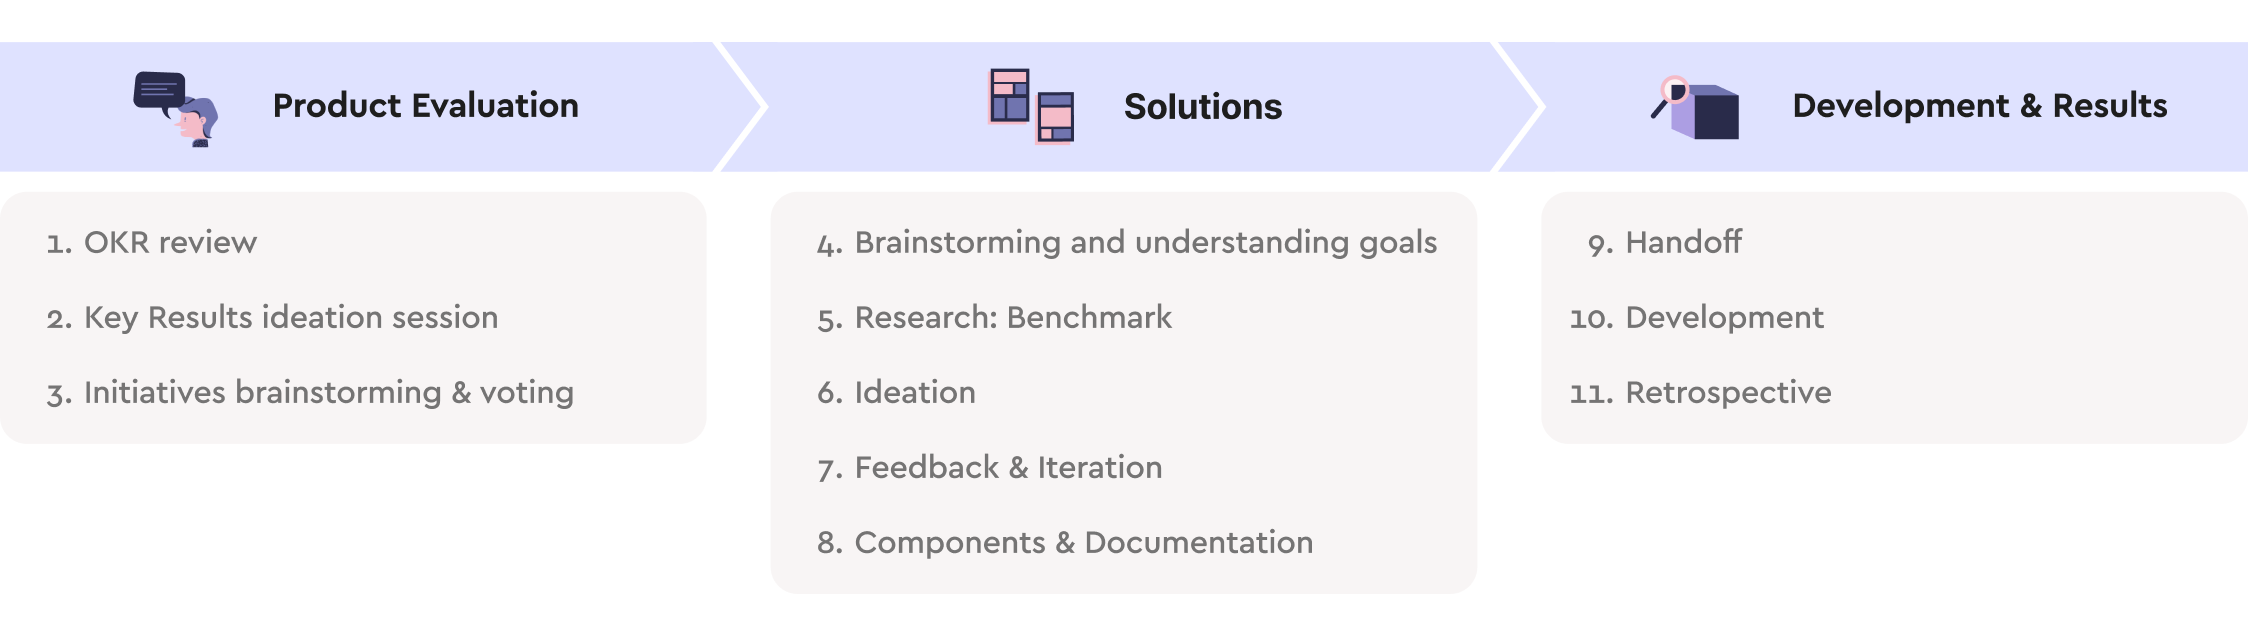 Product Evaluation
1. OKR review
2. Key Results ideation session
3. Initiatives brainstorming & voting
Solutions
4. Brainstorming and understanding goals
5. Research: Benchmark
6. Ideation
7. Feedback & Iteration
8. Components & Documentation
Development & Results
9. Handoff
10. Development
11. Retrospective